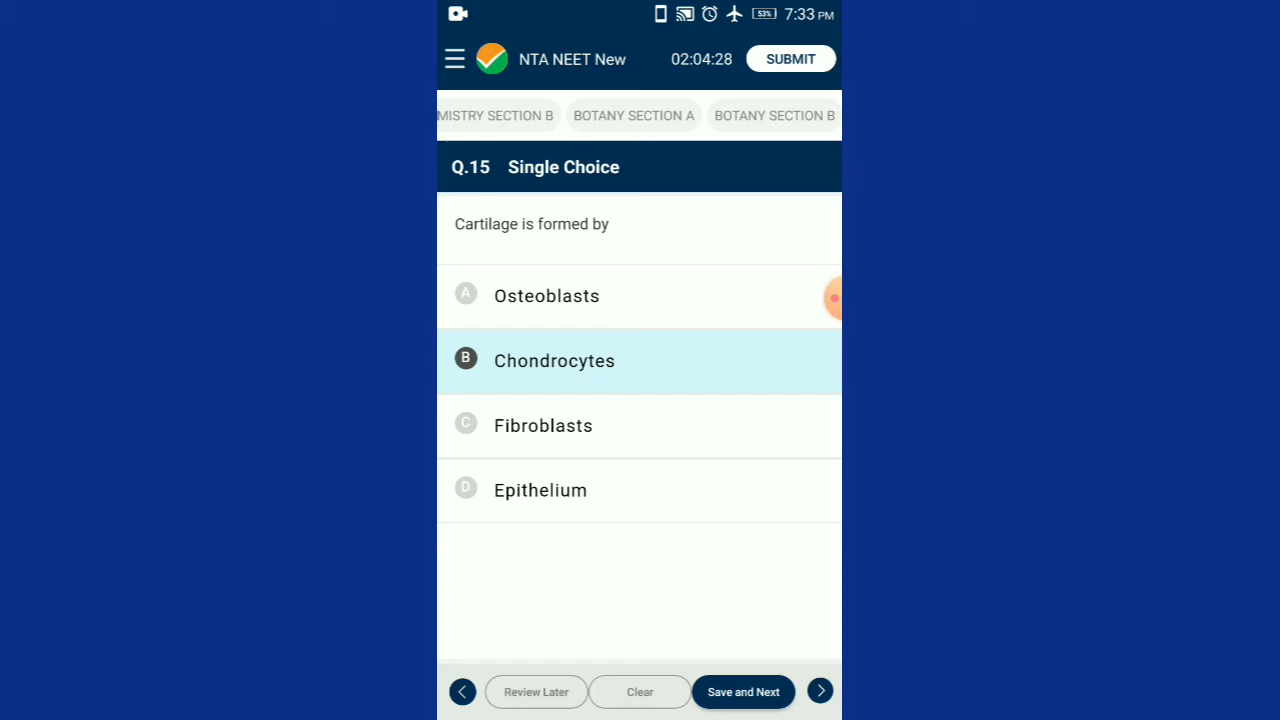 53% 7:33 PM
NTA NEET New 02:04:28 SUBMIT
MISTRY SECTION B BOTANY SECTION A BOTANY SECTION B
Q.15 Single Choice
Cartilage is formed by
A Osteoblasts
B Chondrocytes
C Fibroblasts
D Epithelium
Review Later Clear Save and Next